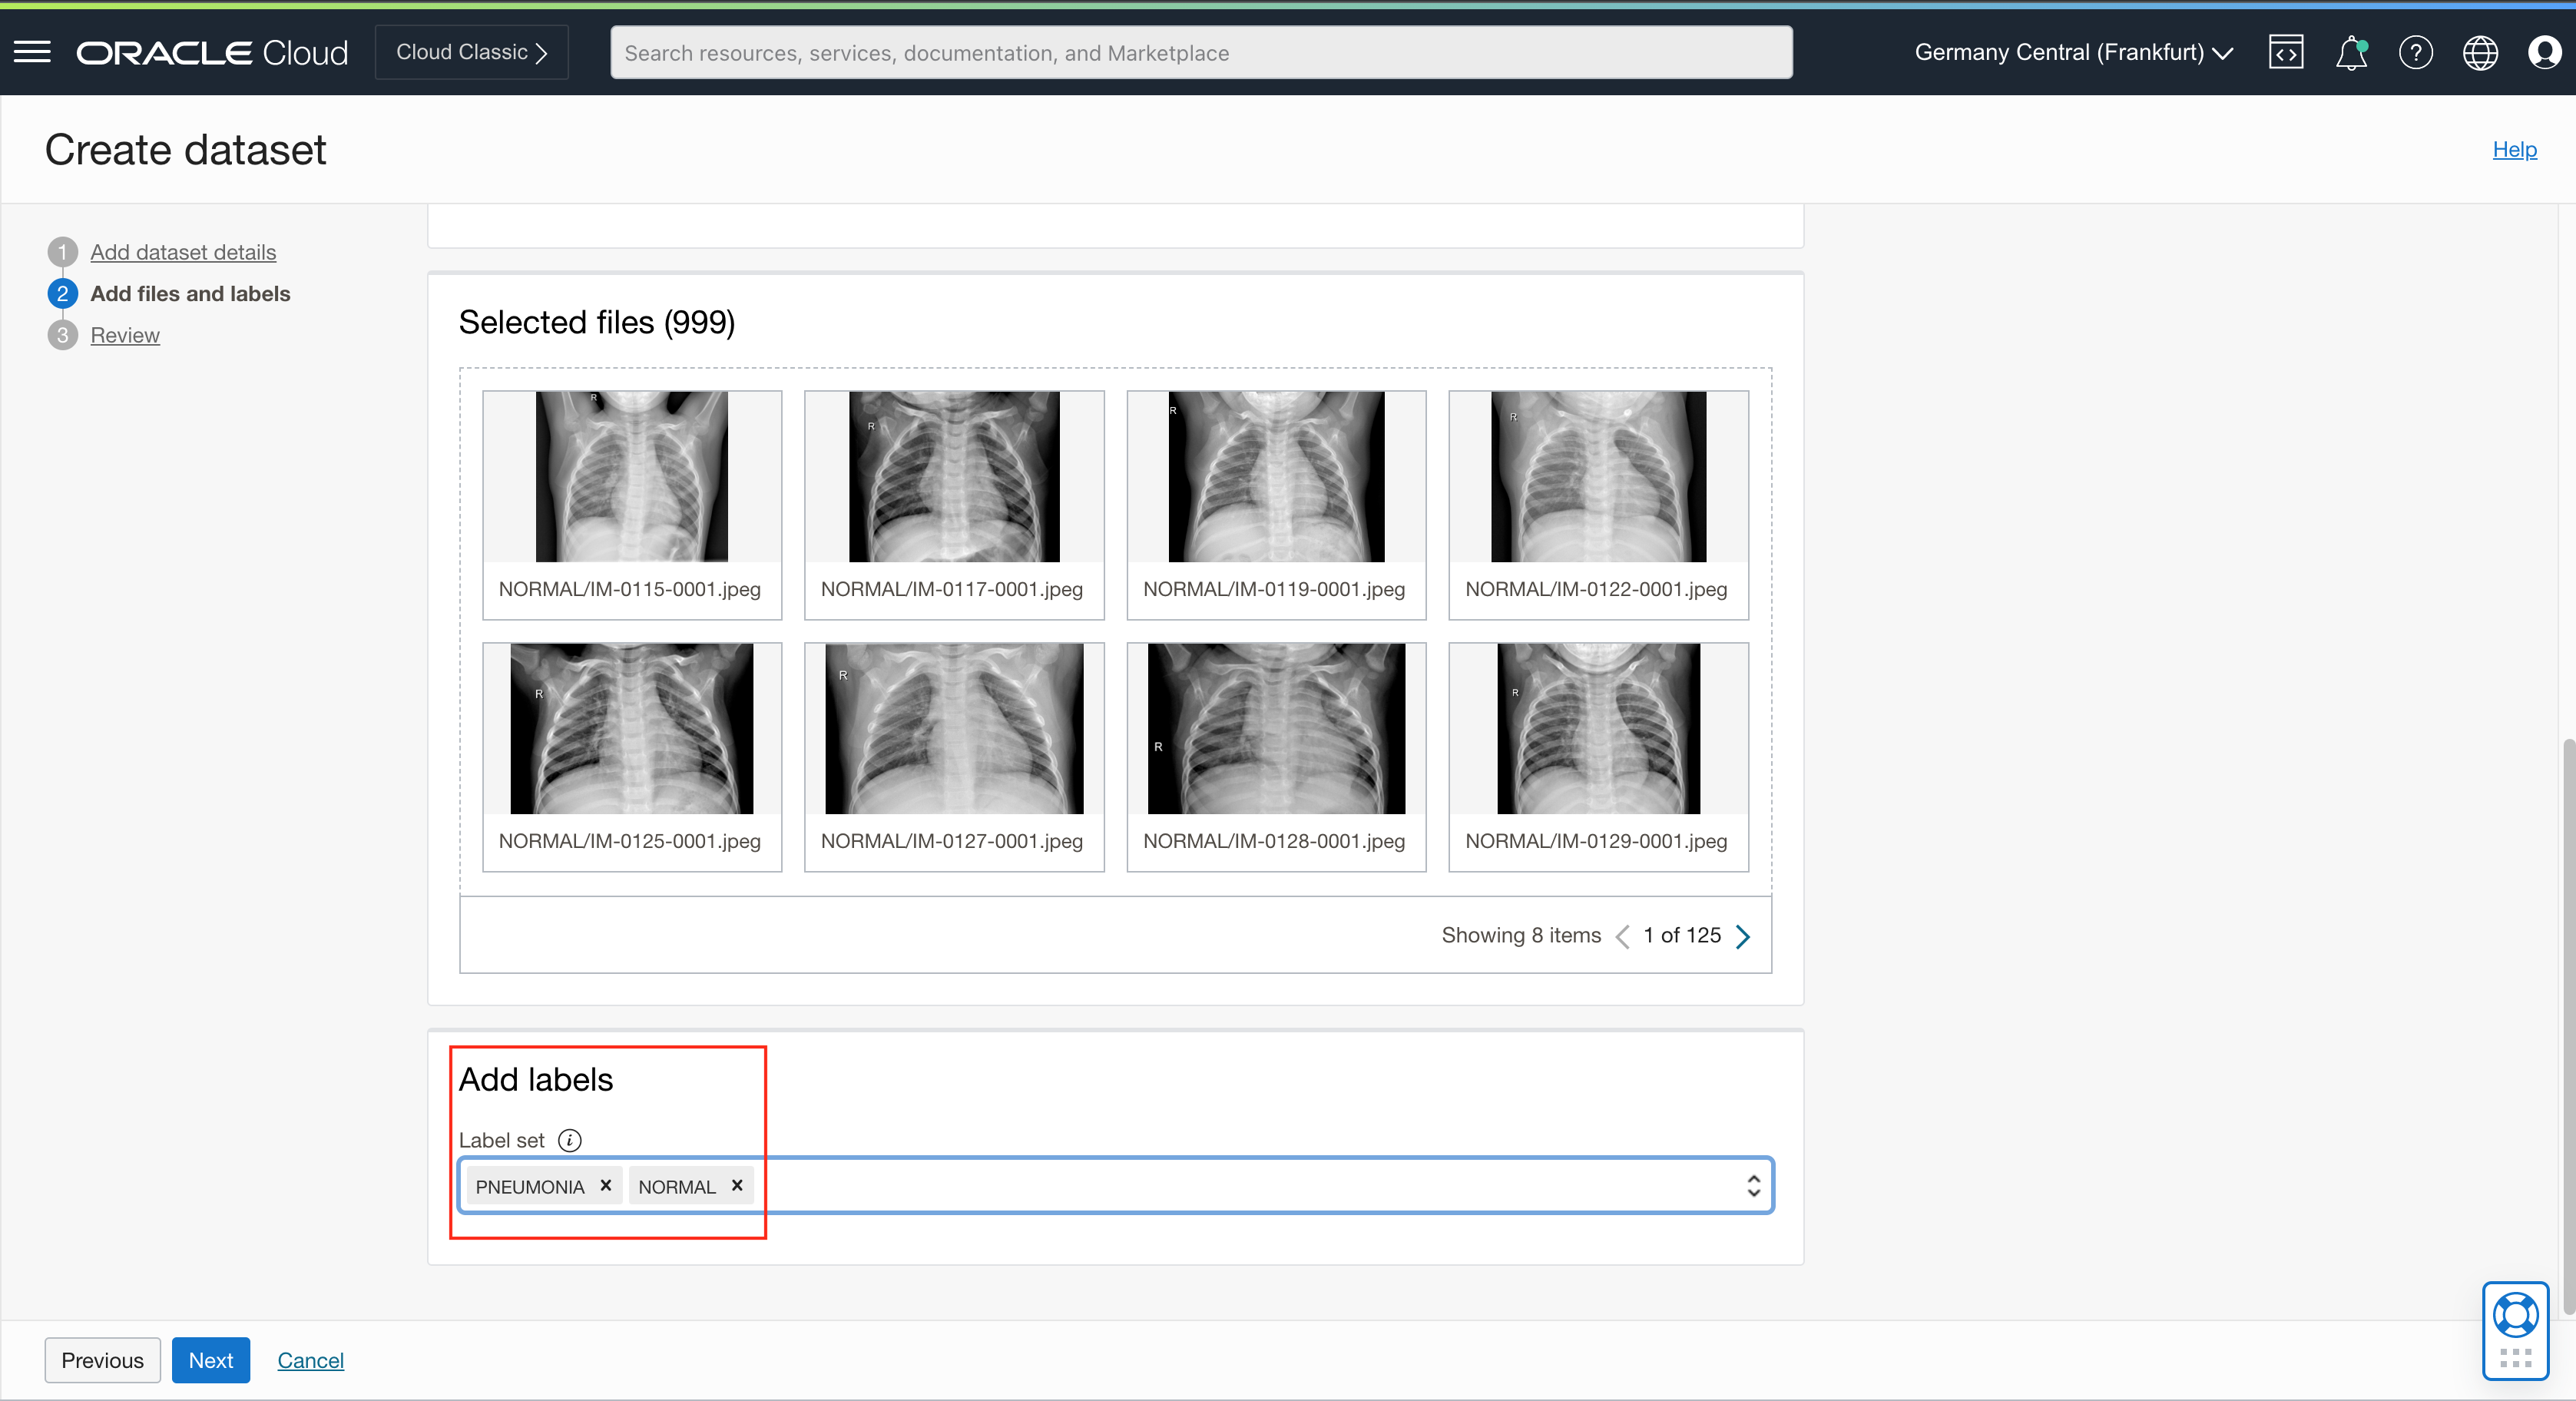 ORACLE Cloud
Cloud Classic
Search resources, services, documentation, and Marketplace
Germany Central (Frankfurt)
Create dataset
Help
1 Add dataset details
2 Add files and labels
3 Review
Selected files (999)
R
R
R
R
NORMAL/IM-0115-0001.jpeg
NORMAL/IM-0117-0001.jpeg
NORMAL/IM-0119-0001.jpeg
NORMAL/IM-0122-0001.jpeg
R
R
R
R
NORMAL/IM-0125-0001.jpeg
NORMAL/IM-0127-0001.jpeg
NORMAL/IM-0128-0001.jpeg
NORMAL/IM-0129-0001.jpeg
Showing 8 items 1 of 125
Add labels
Label set
PNEUMONIA
NORMAL
Previous
Next
Cancel